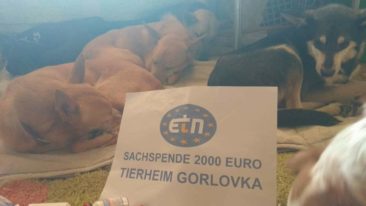 etn
SACHSPENDE 2000 EURO
TIERHEIM GORLOVKA